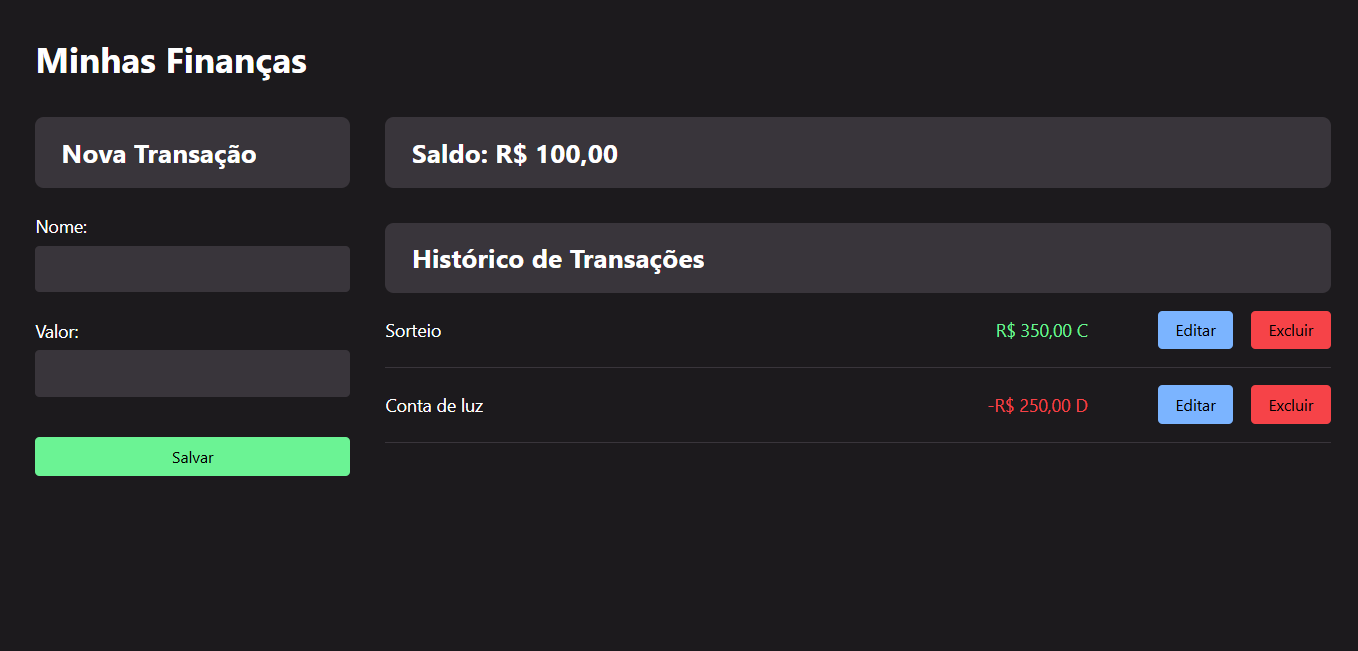 Minhas Finanças
Nova Transação
Nome:
Valor:
Salvar
Saldo: R$ 100,00
Histórico de Transações
Sorteio R$ 350,00 C Editar Excluir
Conta de luz -R$ 250,00 D Editar Excluir